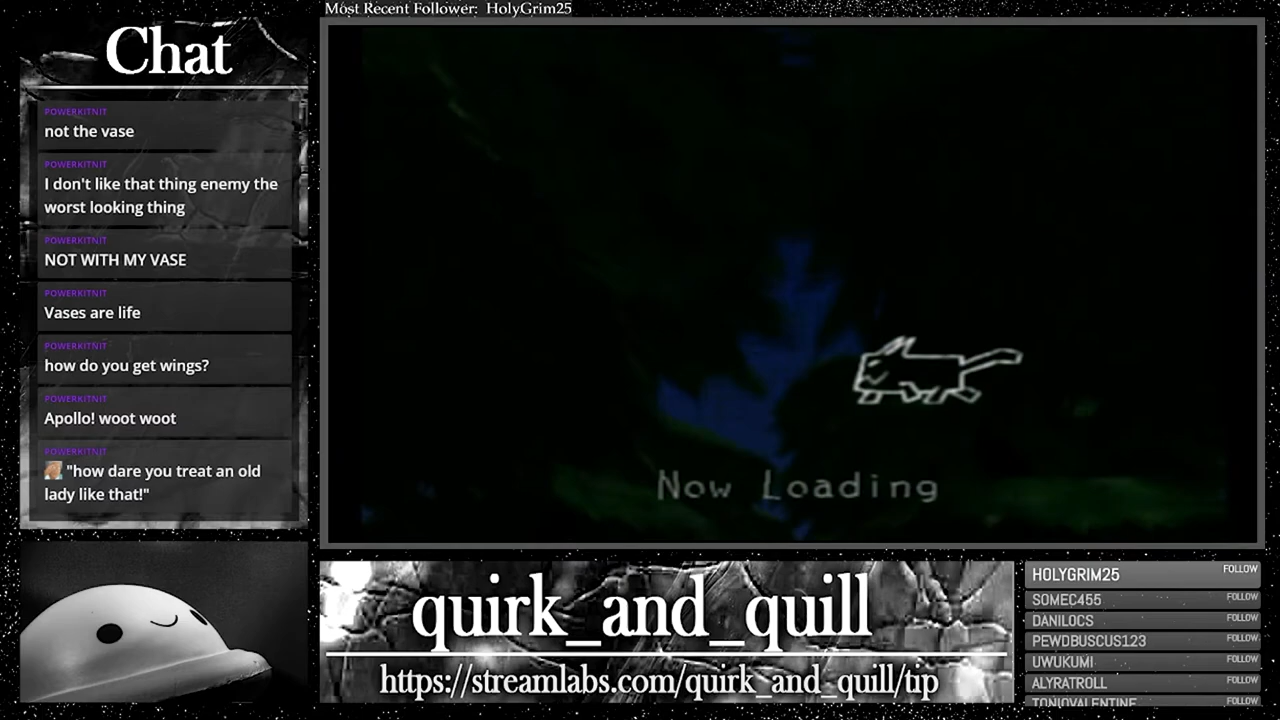 Most Recent Follower: HolyGrim25
Chat
POWERKITNIT
not the vase
POWERKITNIT
I don't like that thing enemy the
worst looking thing
POWERKITNIT
NOT WITH MY VASE
POWERKITNIT
Vases are life
POWERKITNIT
how do you get wings?
POWERKITNIT
Apollo! woot woot
POWERKITNIT
"how dare you treat an old
lady like that!"
Now Loading
quirk_and_quill
https://streamlabs.com/quirk_and_quill/tip
HOLYGRIM25 FOLLOW
SOMEC455 FOLLOW
DANILOCS FOLLOW
PEWDBUSCUS123 FOLLOW
UWUKUMI FOLLOW
ALYRATROLL FOLLOW
TONIOVALENTINE FOLLOW